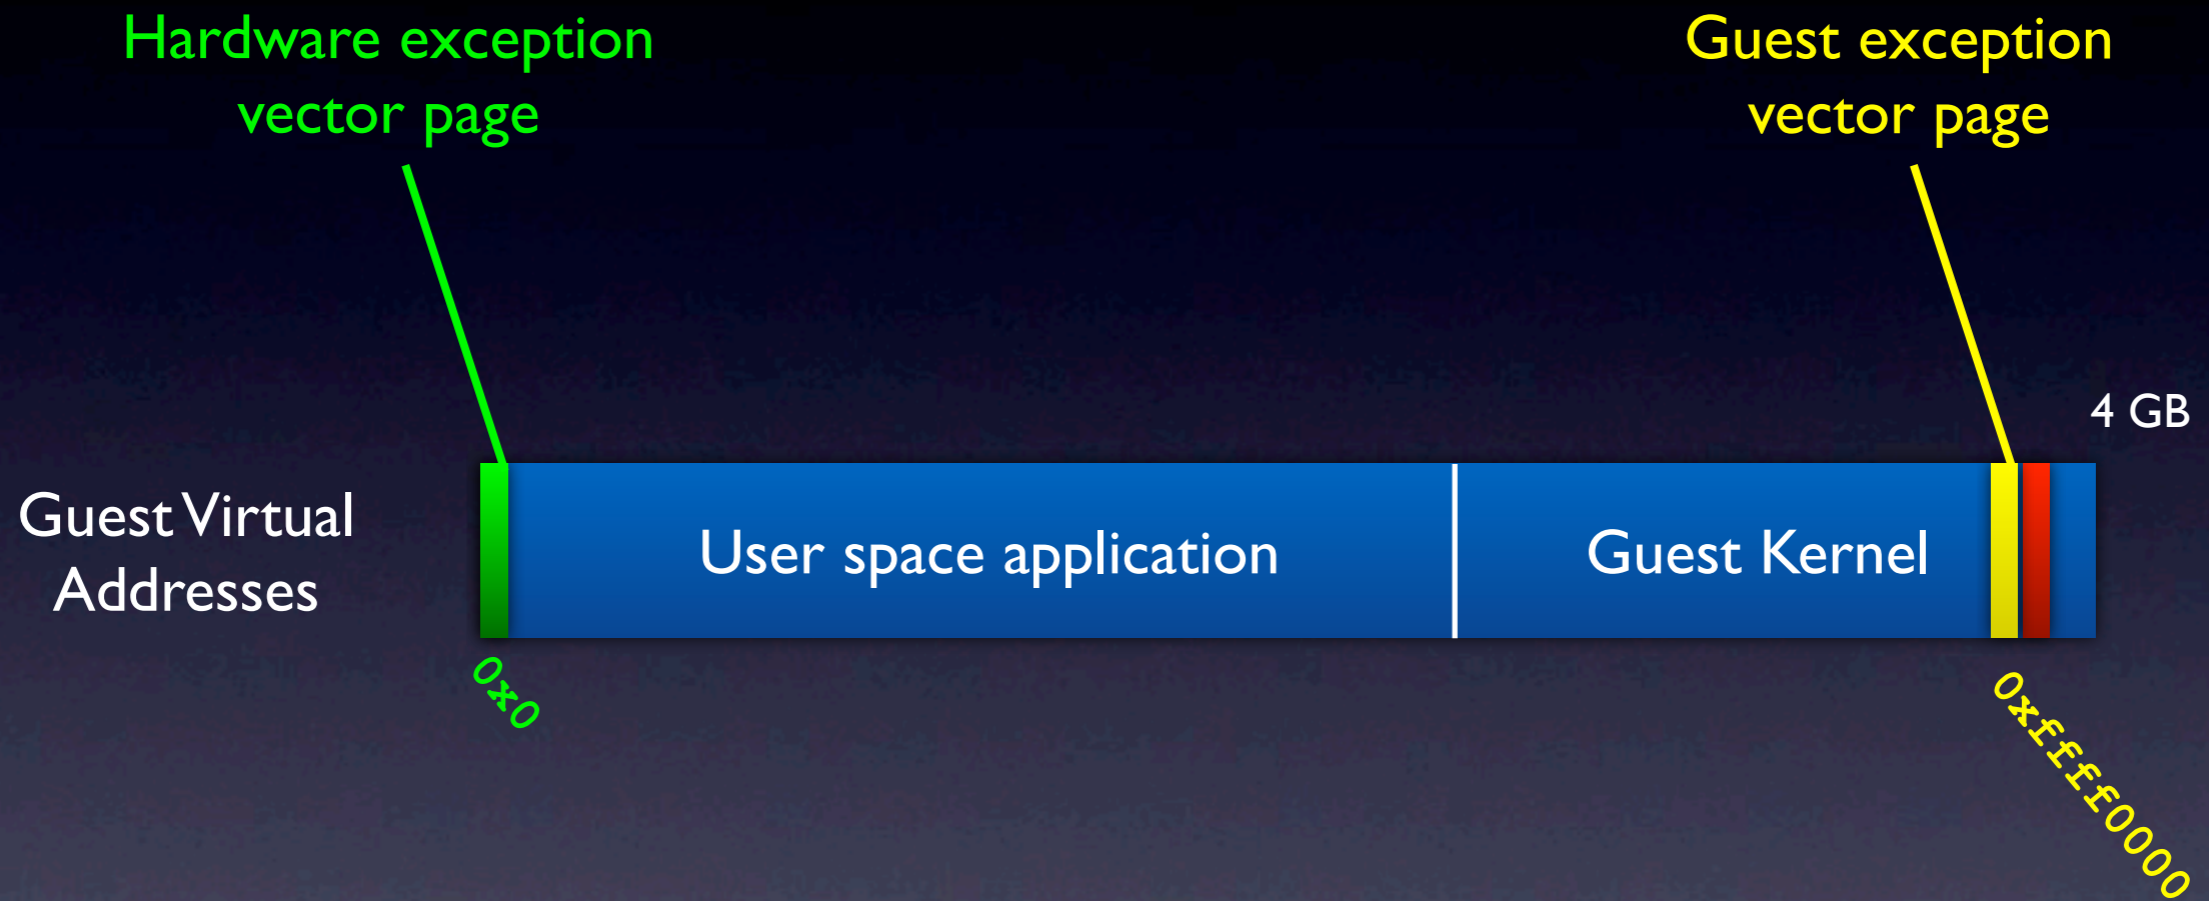 Hardware exception
vector page
Guest exception
vector page
4 GB
Guest Virtual
Addresses
User space application
Guest Kernel
0x0
0xffff0000